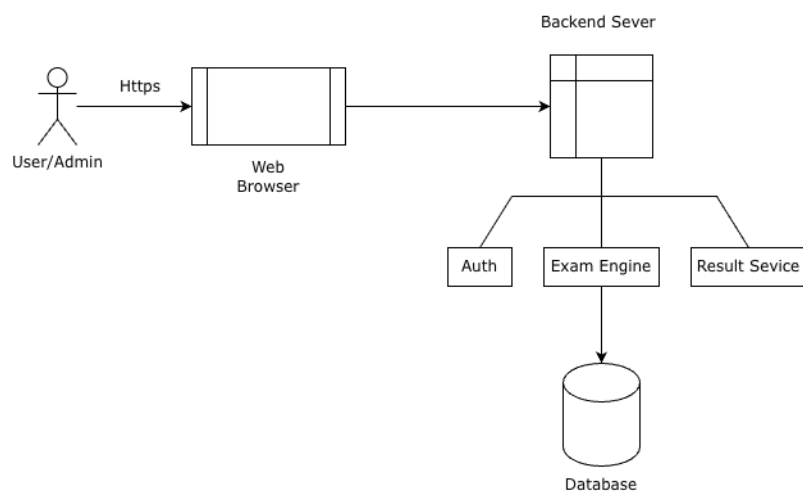 Backend Sever
Https
User/Admin
Web
Browser
Auth
Exam Engine
Result Sevice
Database